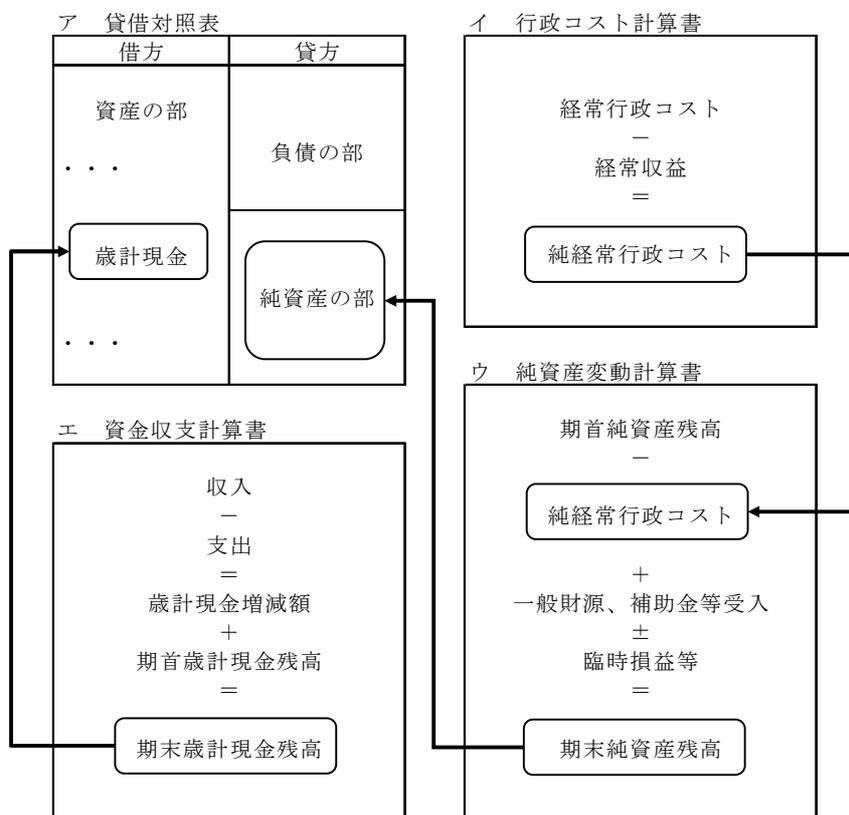 ア　貸借対照表
借方
貸方
資産の部
・・・
歳計現金
・・・
負債の部
純資産の部
イ　行政コスト計算書
経常行政コスト
−
経常収益
＝
純経常行政コスト
ウ　純資産変動計算書
期首純資産残高
−
純経常行政コスト
＋
一般財源、補助金等受入
±
臨時損益等
＝
期末純資産残高
エ　資金収支計算書
収入
−
支出
＝
歳計現金増減額
＋
期首歳計現金残高
＝
期末歳計現金残高